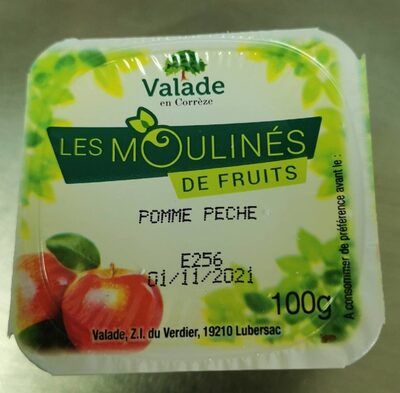 Valade
en Corrèze
LES MOULINÉS
DE FRUITS
POMME PECHE
E256
01/11/2021
100g
A consommer de préférence avant le :
Valade, Z.I. du Verdier, 19210 Lubersac